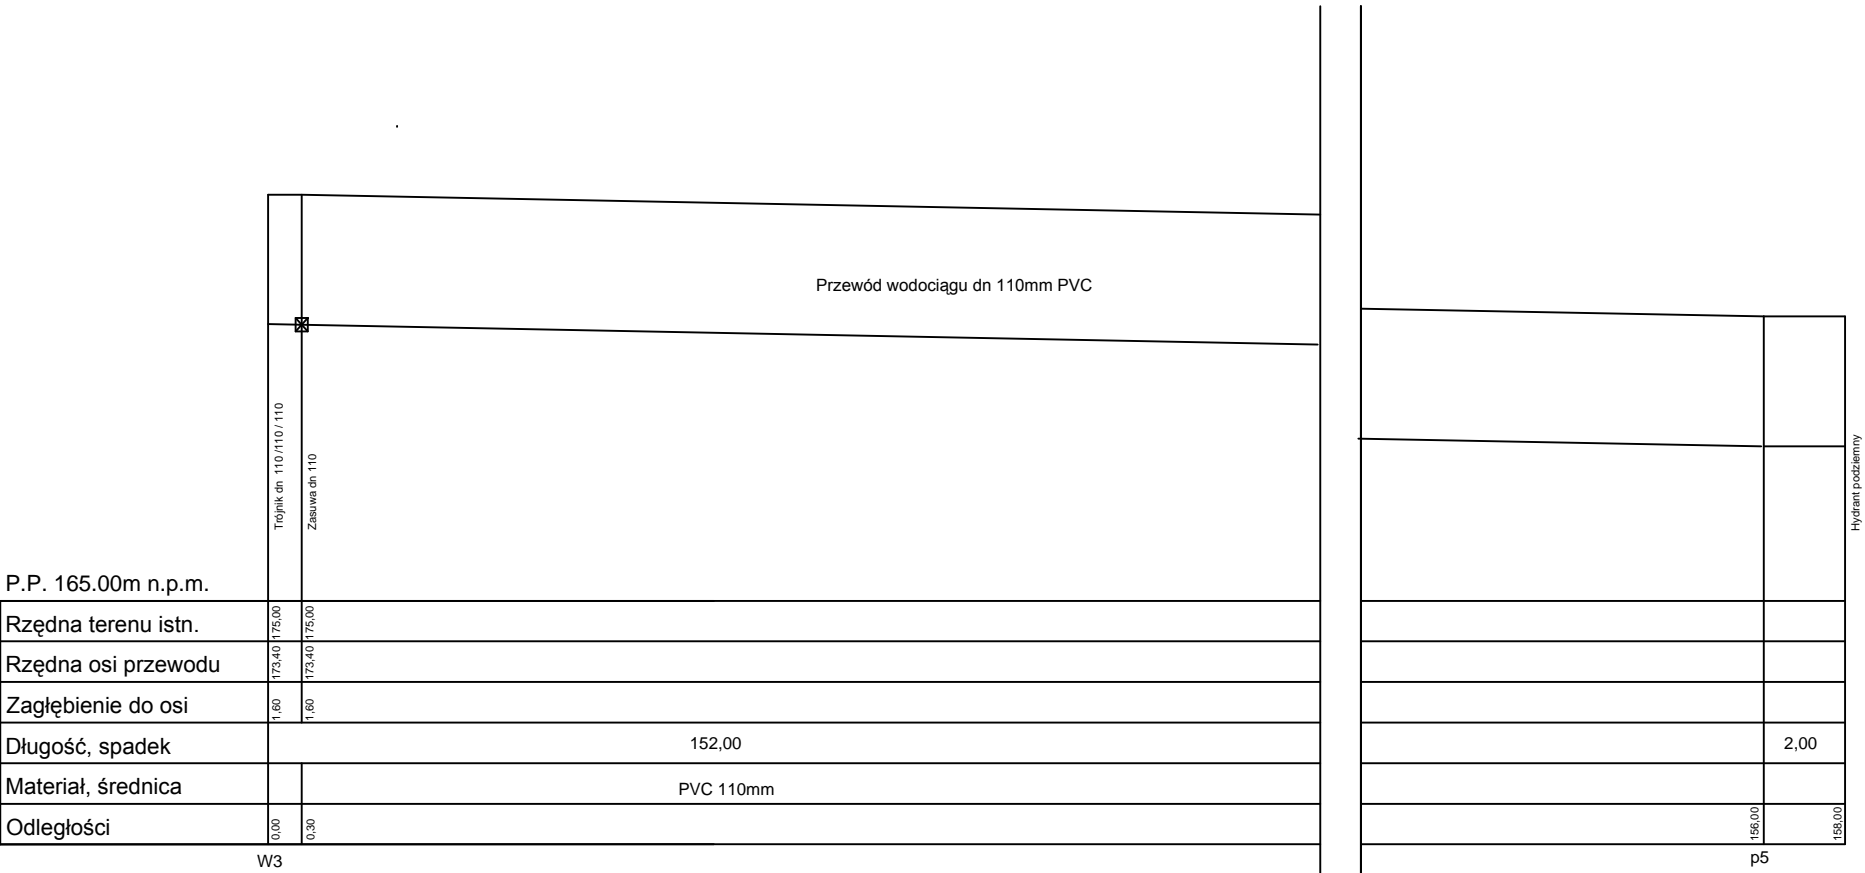 Przewód wodociągu dn 110mm PVC
Trójnik dn 110 /110 / 110
Zasuwa dn 110
Hydrant podziemny
P.P. 165.00m n.p.m.
Rzędna terenu istn. 175,00 175,00
Rzędna osi przewodu 173,40 173,40
Zagłębienie do osi 1,60 1,60
Długość, spadek 152,00 2,00
Materiał, średnica PVC 110mm
Odległości 0,00 0,30 156,00 158,00
W3 p5